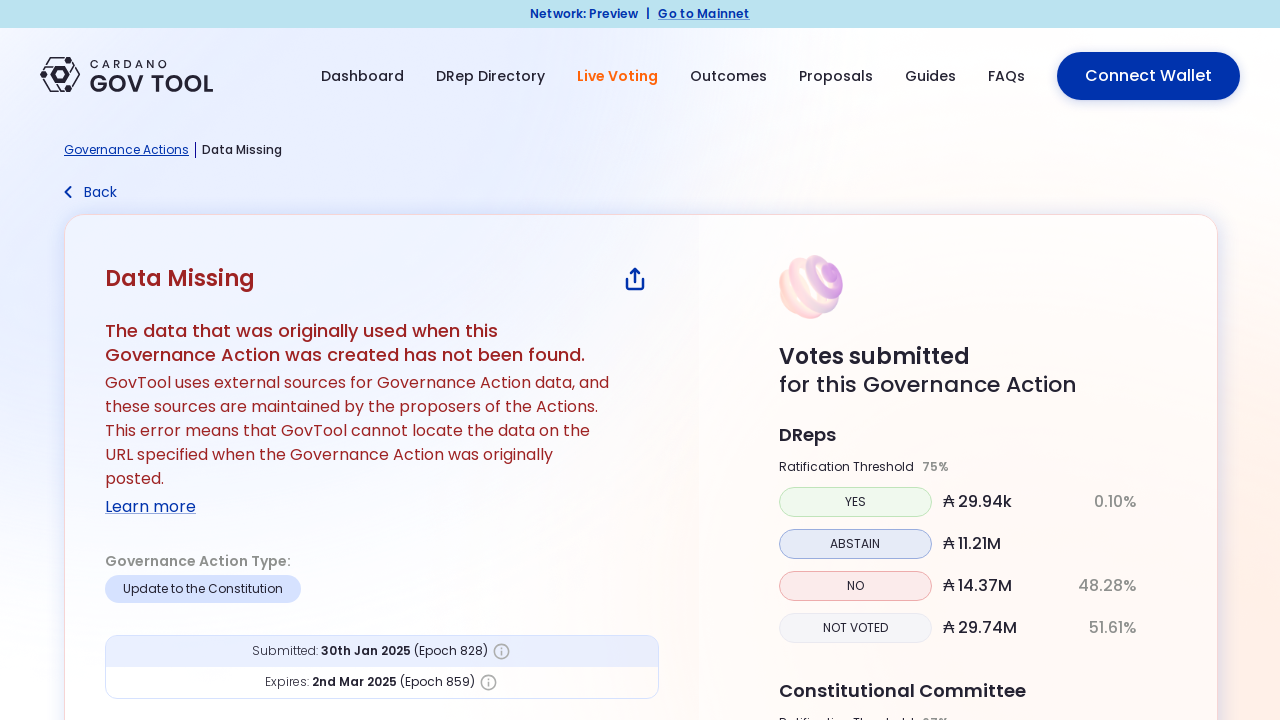 Network: Preview | Go to Mainnet
CARDANO
GOV TOOL
Dashboard
DRep Directory
Live Voting
Outcomes
Proposals
Guides
FAQs
Connect Wallet
Governance Actions | Data Missing
Back
Data Missing
The data that was originally used when this
Governance Action was created has not been found.
GovTool uses external sources for Governance Action data, and
these sources are maintained by the proposers of the Actions.
This error means that GovTool cannot locate the data on the
URL specified when the Governance Action was originally
posted.
Learn more
Governance Action Type:
Update to the Constitution
Submitted: 30th Jan 2025 (Epoch 828)
Expires: 2nd Mar 2025 (Epoch 859)
Votes submitted
for this Governance Action
DReps
Ratification Threshold 75%
YES ₳ 29.94k 0.10%
ABSTAIN ₳ 11.21M
NO ₳ 14.37M 48.28%
NOT VOTED ₳ 29.74M 51.61%
Constitutional Committee
Ratification Threshold 67%